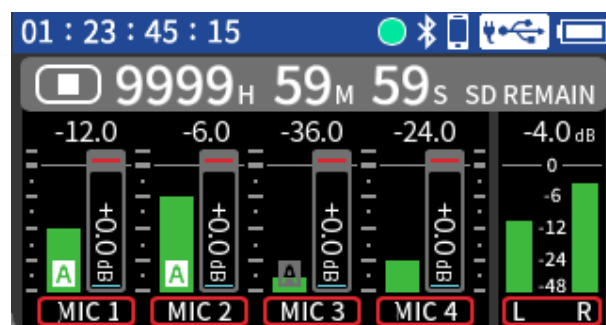 01 : 23 : 45 : 15
9999H 59M 59S SD REMAIN
-12.0 -6.0 -36.0 -24.0 -4.0 dB
0
-6
-12
-24
-48
+0.0dB +0.0dB +0.0dB +0.0dB
A A A
MIC 1 MIC 2 MIC 3 MIC 4 L R